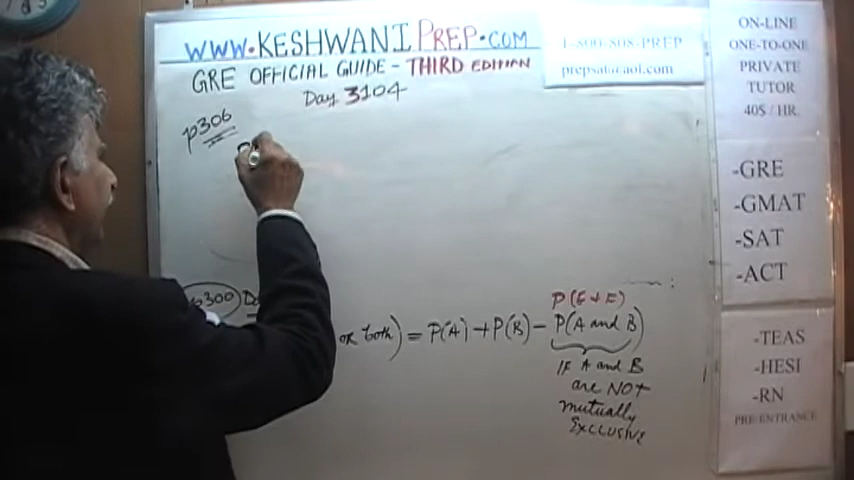 WWW.KESHWANIPREP.COM
GRE OFFICIAL GUIDE - THIRD EDITION
Day 3104
1-800-808-PREP
prepsat@aol.com
p306
p300
P(E & F)
or both) = P(A) + P(B) - P(A and B)
IF A and B
are NOT
mutually
EXCLUSIVE
ON-LINE
ONE-TO-ONE
PRIVATE
TUTOR
40$ / HR.
-GRE
-GMAT
-SAT
-ACT
-TEAS
-HESI
-RN
PRE-ENTRANCE